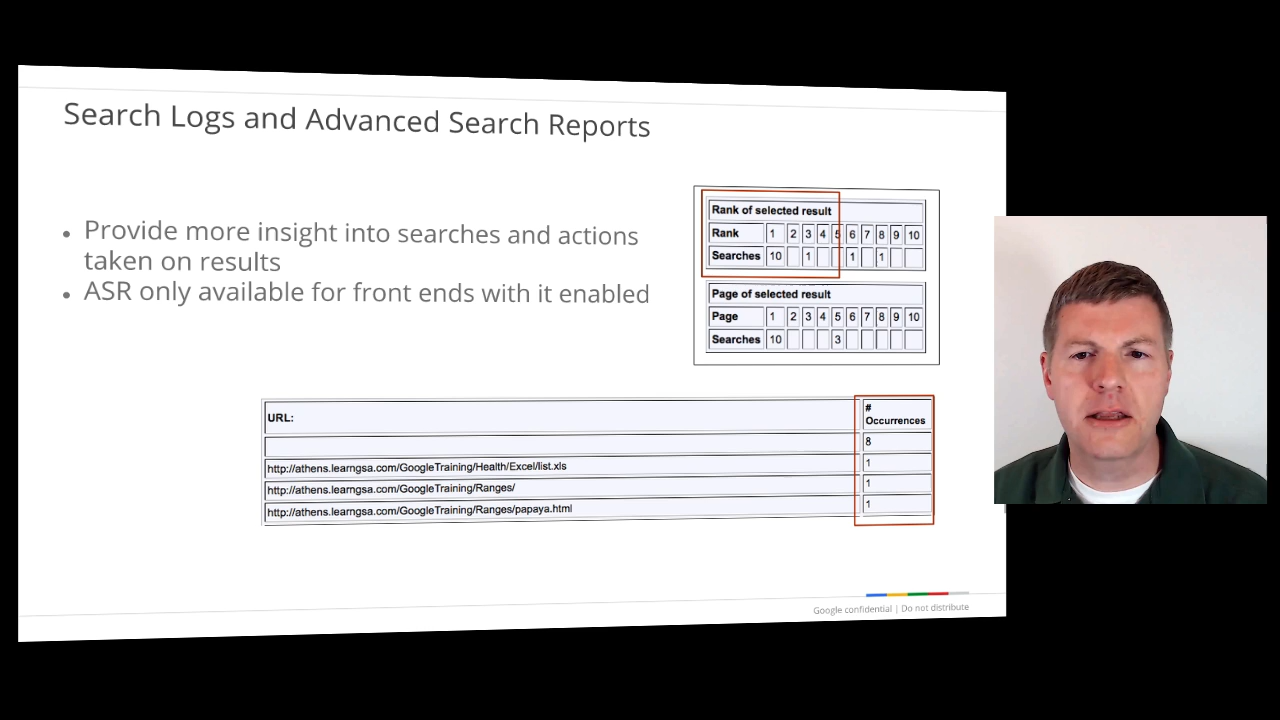 Search Logs and Advanced Search Reports
• Provide more insight into searches and actions
taken on results
• ASR only available for front ends with it enabled
Rank of selected result
Rank 1 2 3 4 5 6 7 8 9 10
Searches 10 1 1 1
Page of selected result
Page 1 2 3 4 5 6 7 8 9 10
Searches 10 3
URL: # Occurrences
8
http://athens.learngsa.com/GoogleTraining/Health/Excel/list.xls 1
http://athens.learngsa.com/GoogleTraining/Ranges/ 1
http://athens.learngsa.com/GoogleTraining/Ranges/papaya.html 1
Google confidential | Do not distribute